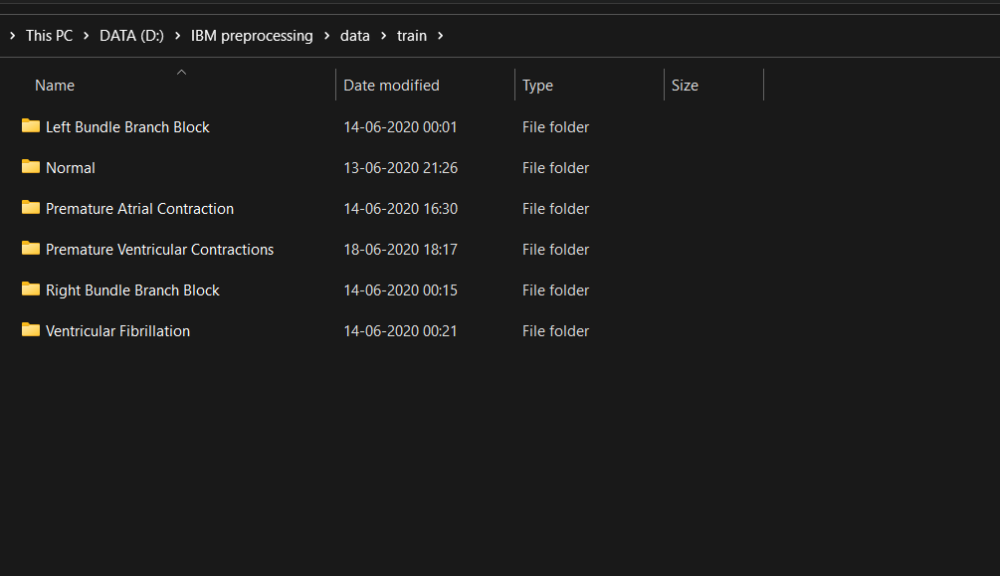 This PC > DATA (D:) > IBM preprocessing > data > train >
Name Date modified Type Size
Left Bundle Branch Block 14-06-2020 00:01 File folder
Normal 13-06-2020 21:26 File folder
Premature Atrial Contraction 14-06-2020 16:30 File folder
Premature Ventricular Contractions 18-06-2020 18:17 File folder
Right Bundle Branch Block 14-06-2020 00:15 File folder
Ventricular Fibrillation 14-06-2020 00:21 File folder